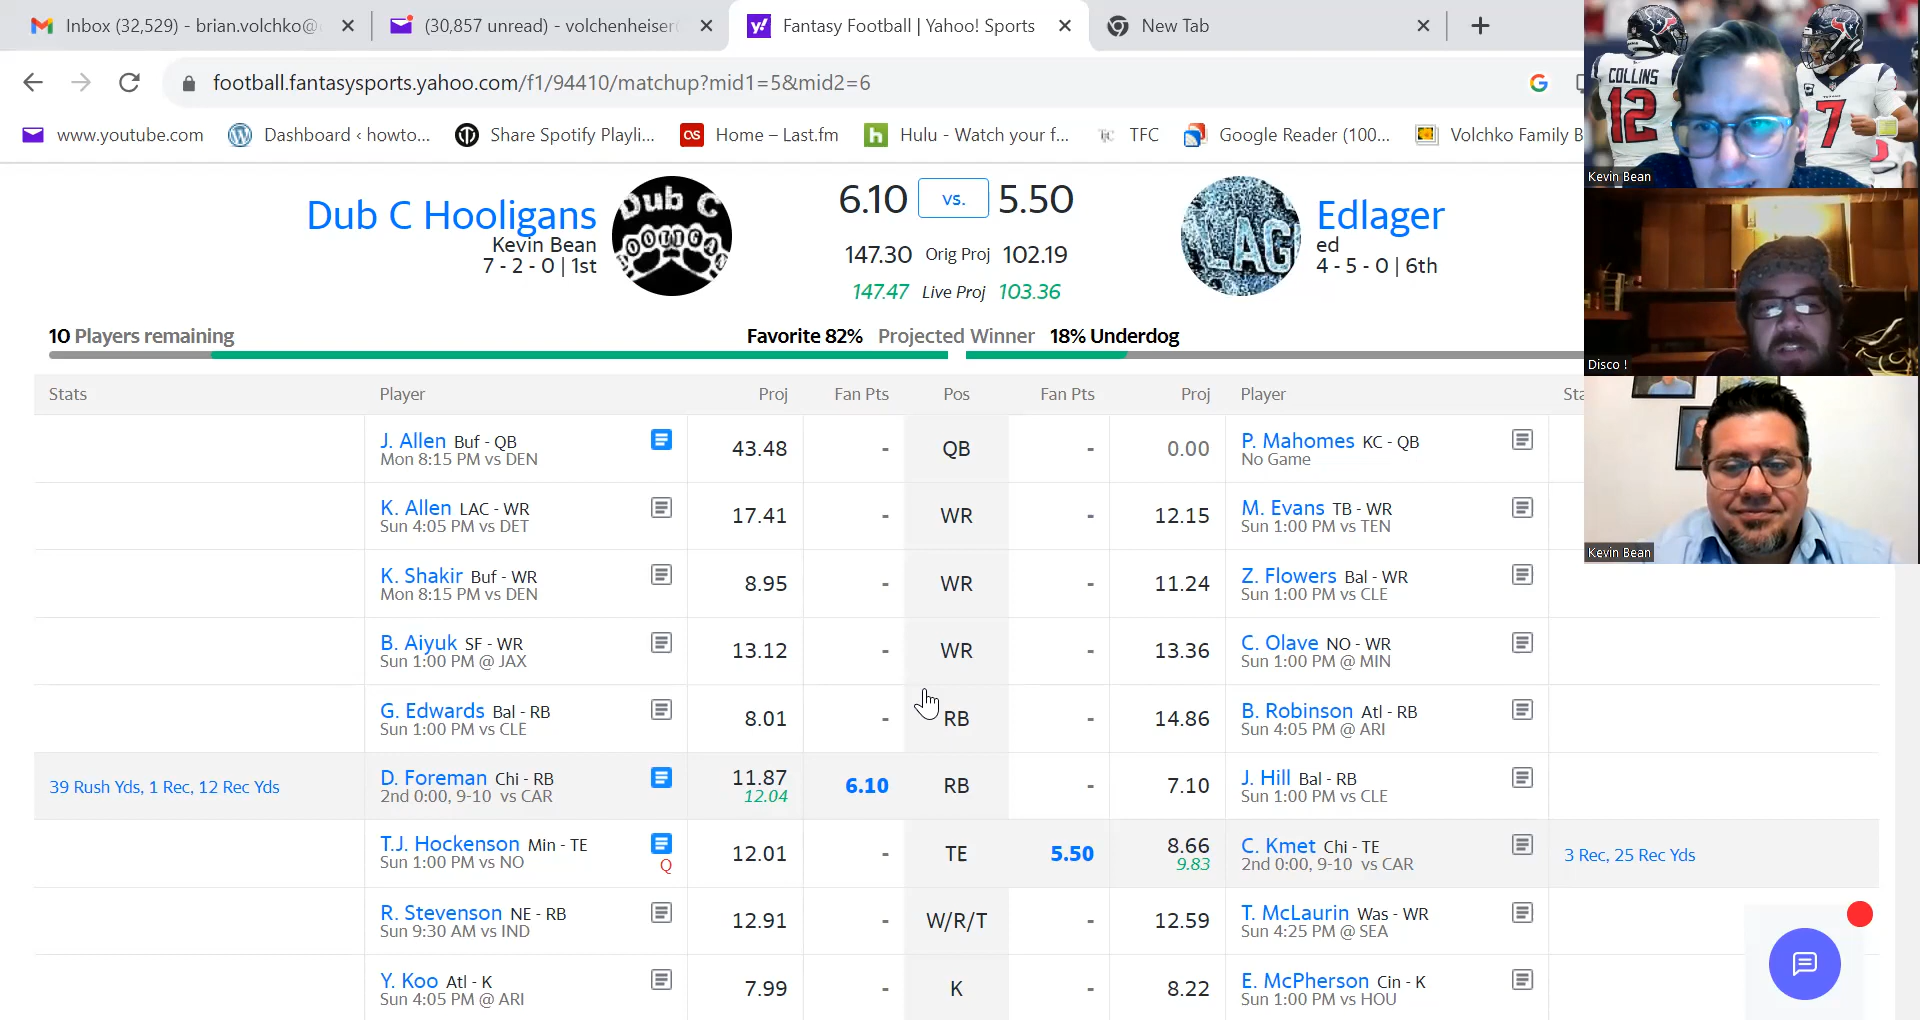 Inbox (32,529) - brian.volchko@
(30,857 unread) - volchenheiser
Fantasy Football | Yahoo! Sports
New Tab
football.fantasysports.yahoo.com/f1/94410/matchup?mid1=5&mid2=6
www.youtube.com
Dashboard ‹ howto...
Share Spotify Playli...
Home – Last.fm
Hulu - Watch your f...
TFC
Google Reader (100...
Volchko Family B
Dub C Hooligans
Kevin Bean
7 - 2 - 0 | 1st
Dub C
6.10 vs. 5.50
147.30 Orig Proj 102.19
147.47 Live Proj 103.36
LAG
Edlager
ed
4 - 5 - 0 | 6th
COLLINS
12
7
Kevin Bean
Disco !
Kevin Bean
10 Players remaining
Favorite 82% Projected Winner 18% Underdog
Stats Player Proj Fan Pts Pos Fan Pts Proj Player Sta
J. Allen Buf - QB 43.48 - QB - 0.00 P. Mahomes KC - QB
Mon 8:15 PM vs DEN No Game
K. Allen LAC - WR 17.41 - WR - 12.15 M. Evans TB - WR
Sun 4:05 PM vs DET Sun 1:00 PM vs TEN
K. Shakir Buf - WR 8.95 - WR - 11.24 Z. Flowers Bal - WR
Mon 8:15 PM vs DEN Sun 1:00 PM vs CLE
B. Aiyuk SF - WR 13.12 - WR - 13.36 C. Olave NO - WR
Sun 1:00 PM @ JAX Sun 1:00 PM @ MIN
G. Edwards Bal - RB 8.01 - RB - 14.86 B. Robinson Atl - RB
Sun 1:00 PM vs CLE Sun 4:05 PM @ ARI
39 Rush Yds, 1 Rec, 12 Rec Yds D. Foreman Chi - RB 11.87 6.10 RB - 7.10 J. Hill Bal - RB
2nd 0:00, 9-10 vs CAR 12.04 Sun 1:00 PM vs CLE
T.J. Hockenson Min - TE 12.01 - TE 5.50 8.66 C. Kmet Chi - TE 3 Rec, 25 Rec Yds
Sun 1:00 PM vs NO Q 9.83 2nd 0:00, 9-10 vs CAR
R. Stevenson NE - RB 12.91 - W/R/T - 12.59 T. McLaurin Was - WR
Sun 9:30 AM vs IND Sun 4:25 PM @ SEA
Y. Koo Atl - K 7.99 - K - 8.22 E. McPherson Cin - K
Sun 4:05 PM @ ARI Sun 1:00 PM vs HOU